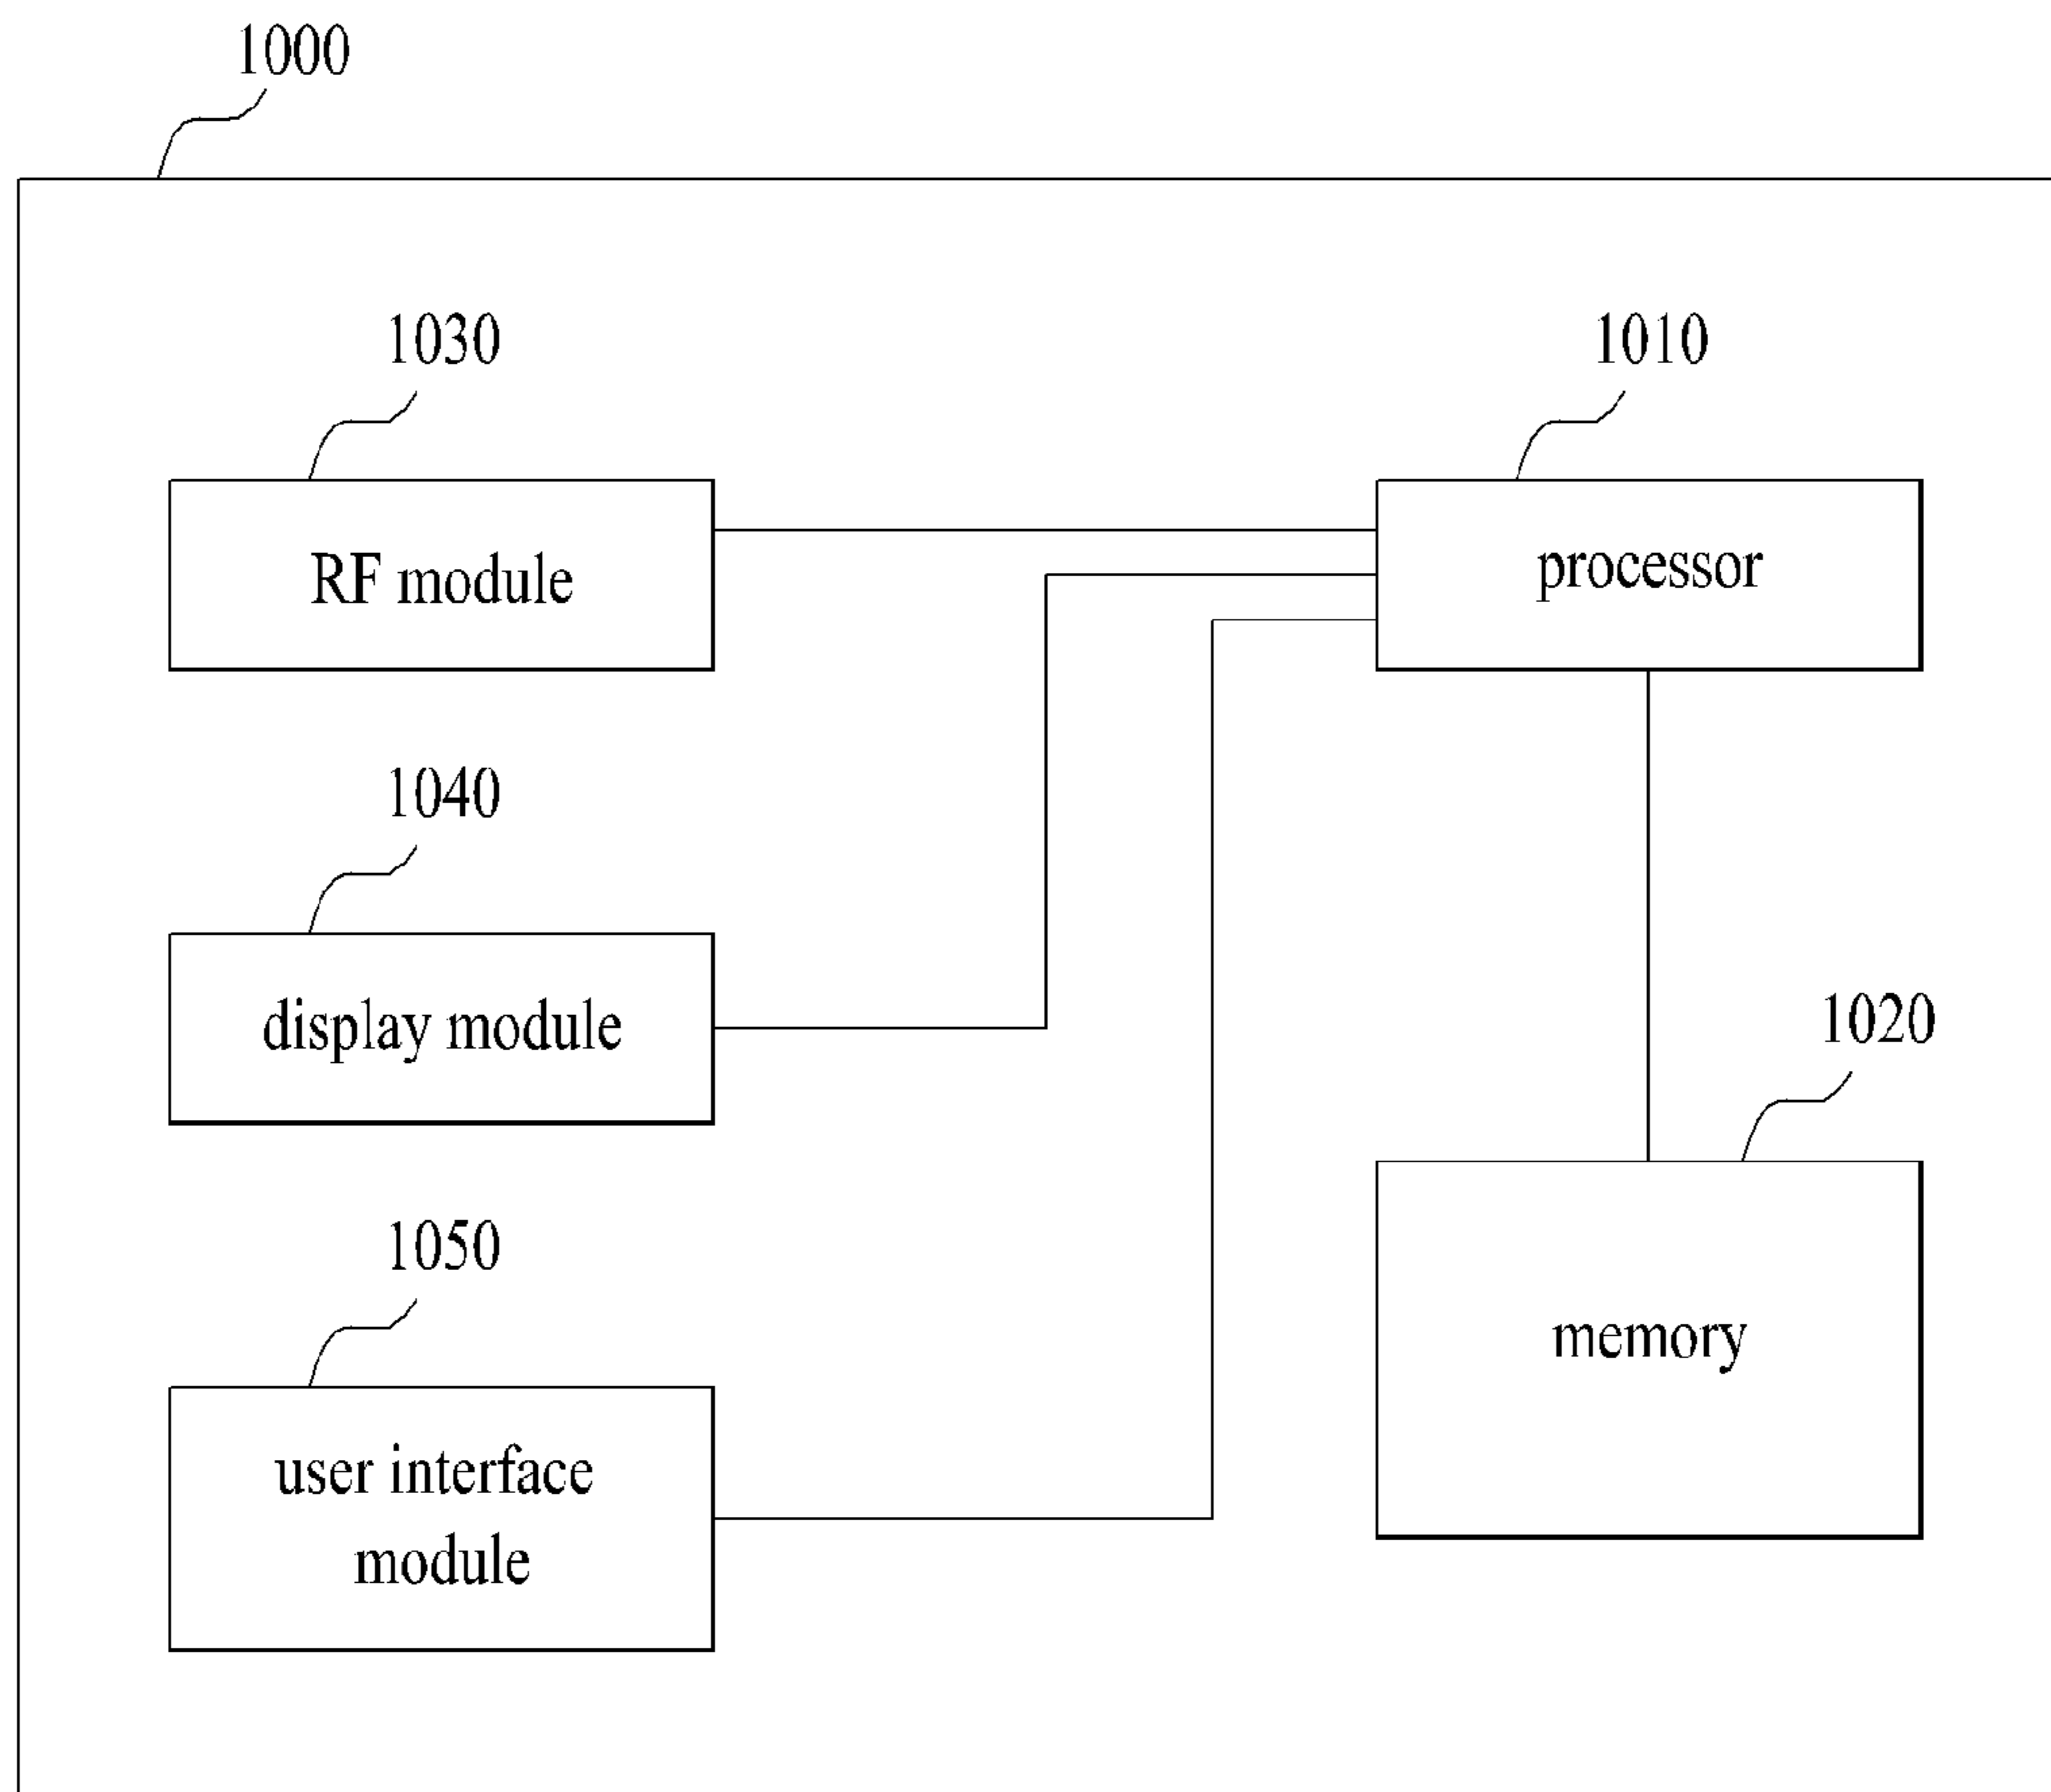 1000
1030
1010
RF module
processor
1040
display module
1020
1050
memory
user interface
module